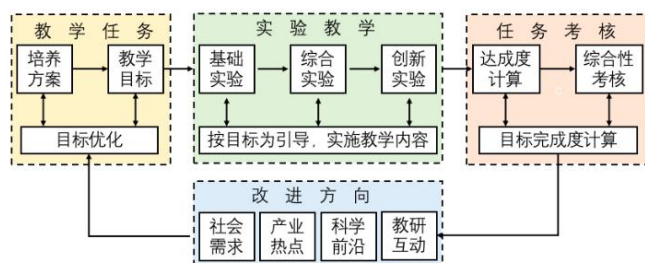 教学任务
培养
方案
教学
目标
目标优化
实验教学
基础
实验
综合
实验
创新
实验
按目标为引导，实施教学内容
任务考核
达成度
计算
综合性
考核
目标完成度计算
改进方向
社会
需求
产业
热点
科学
前沿
教研
互动